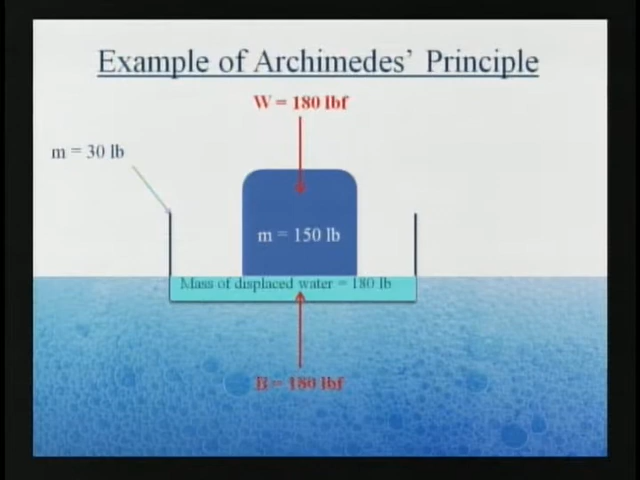 Example of Archimedes' Principle
W = 180 lbf
m = 30 lb
m = 150 lb
Mass of displaced water = 180 lb
B = 180 lbf